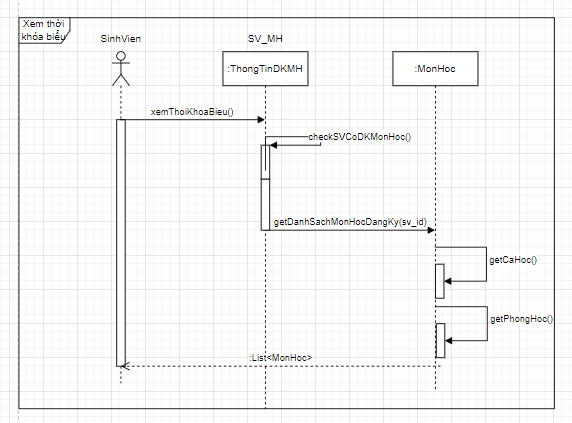 Xem thời
khóa biểu
SinhVien
SV_MH
:ThongTinDKMH
:MonHoc
xemThoiKhoaBieu()
checkSVCoDKMonHoc()
getDanhSachMonHocDangKy(sv_id)
getCaHoc()
getPhongHoc()
:List<MonHoc>